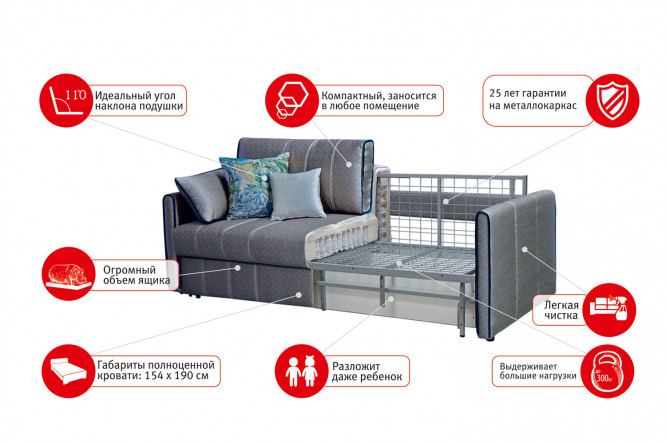 110
Идеальный угол
наклона подушки
Компактный, заносится
в любое помещение
25 лет гарантии
на металлокаркас
Огромный
объем ящика
Легкая
чистка
Габариты полноценной
кровати: 154 х 190 см
Разложит
даже ребенок
Выдерживает
большие нагрузки
до
300кг